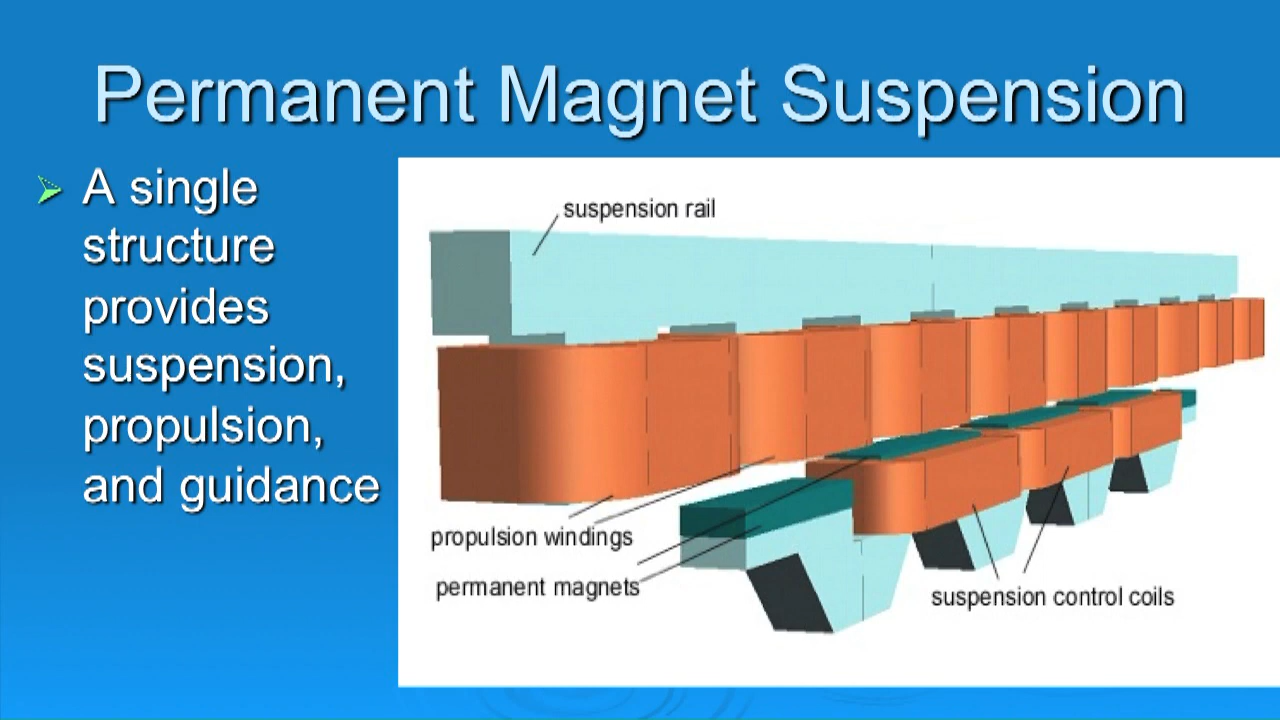 Permanent Magnet Suspension
A single
structure
provides
suspension,
propulsion,
and guidance
suspension rail
propulsion windings
permanent magnets
suspension control coils